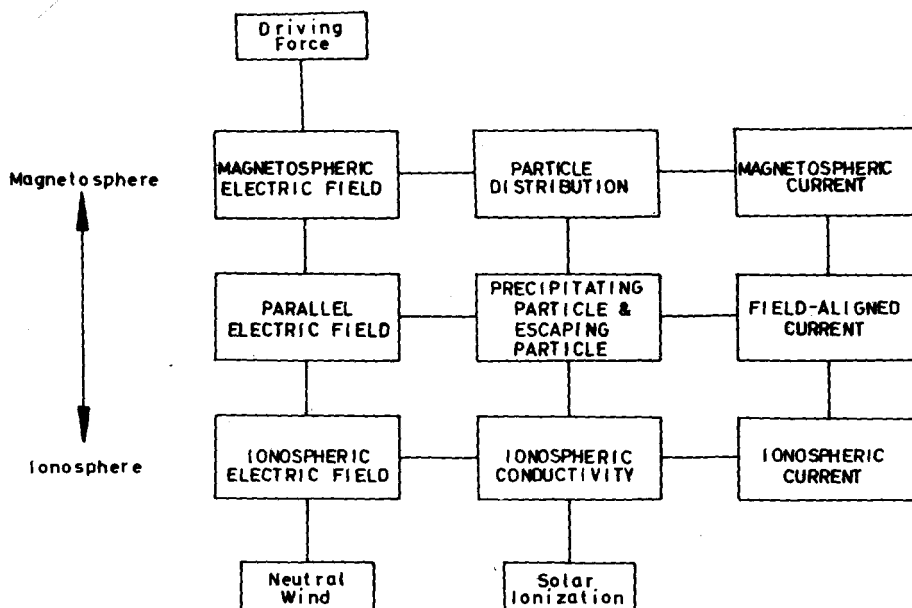 Driving
Force
Magnetosphere
MAGNETOSPHERIC
ELECTRIC FIELD
PARTICLE
DISTRIBUTION
MAGNETOSPHERIC
CURRENT
PARALLEL
ELECTRIC FIELD
PRECIPITATING
PARTICLE &
ESCAPING
PARTICLE
FIELD-ALIGNED
CURRENT
Ionosphere
IONOSPHERIC
ELECTRIC FIELD
IONOSPHERIC
CONDUCTIVITY
IONOSPHERIC
CURRENT
Neutral
Wind
Solar
Ionization